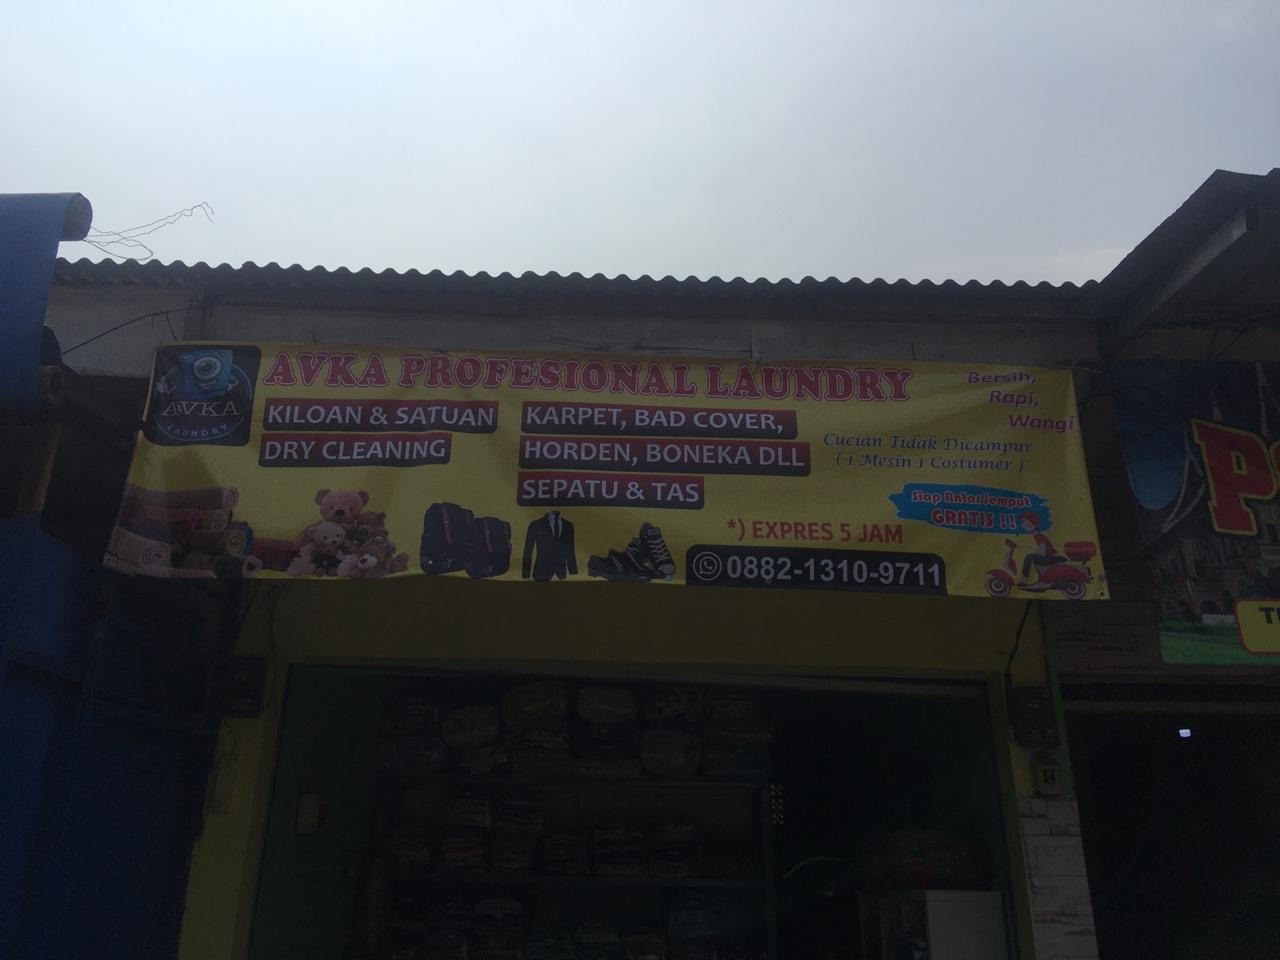 AVKA
LAUNDRY
AVKA PROFESIONAL LAUNDRY
KILOAN & SATUAN
DRY CLEANING
KARPET, BAD COVER,
HORDEN, BONEKA DLL
SEPATU & TAS
Bersih,
Rapi,
Wangi
Cucian Tidak Dicampur
( 1 Mesin 1 Costumer )
Siap Antar Jemput
GRATIS !!
*) EXPRES 5 JAM
0882-1310-9711